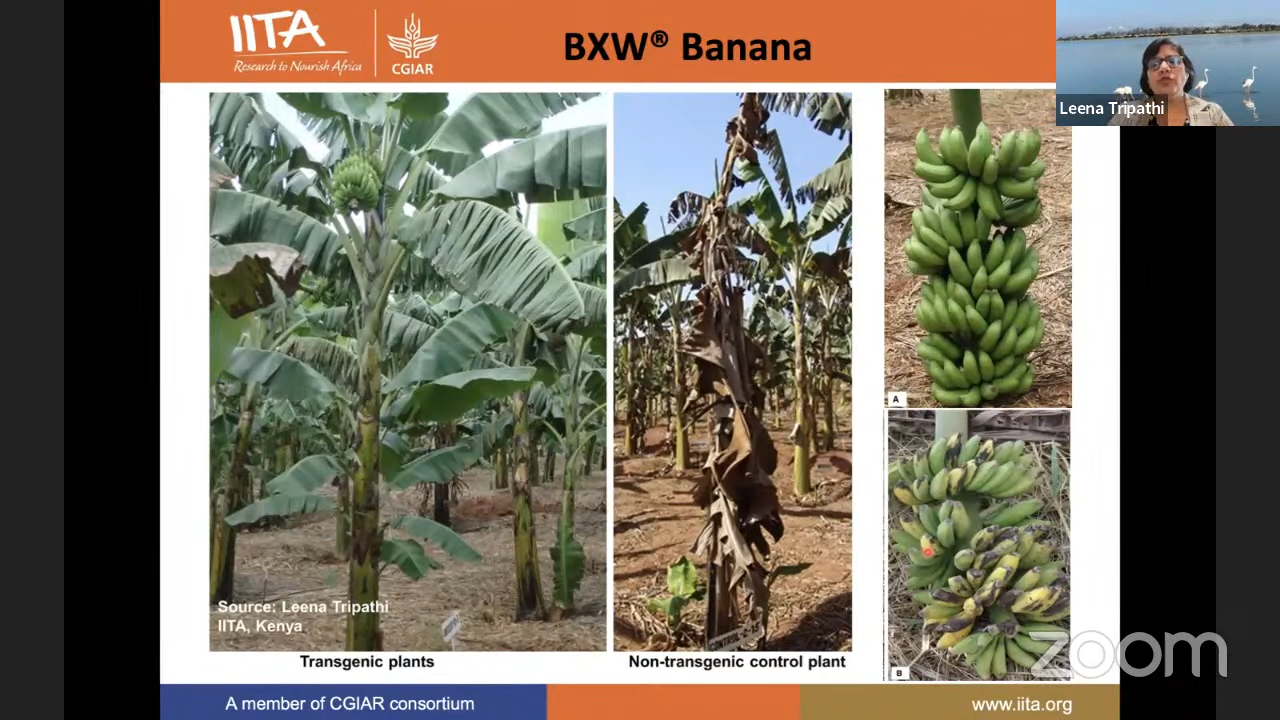 IITA
Research to Nourish Africa
CGIAR
BXW® Banana
Leena Tripathi
Source: Leena Tripathi
IITA, Kenya
CONTROL
A
B
Transgenic plants
Non-transgenic control plant
zoom
A member of CGIAR consortium
www.iita.org